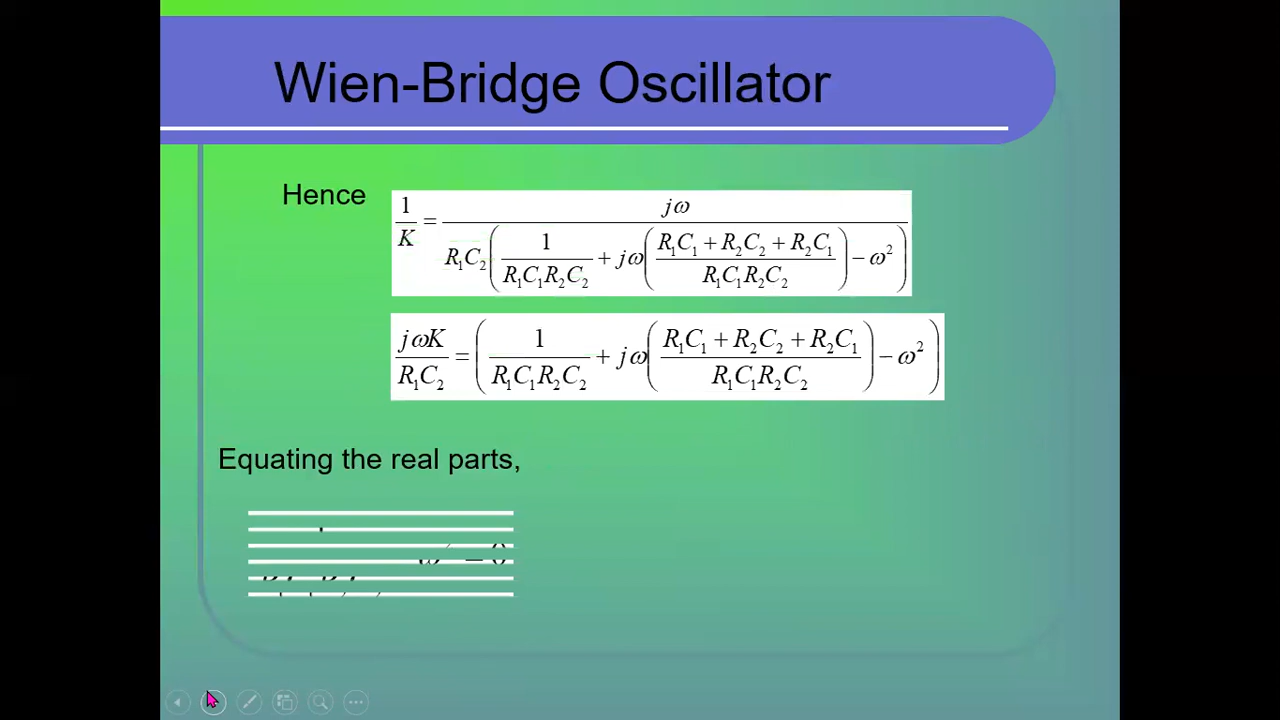 Wien-Bridge Oscillator
Hence
1/K = jω / (R₁C₂(1/(R₁C₁R₂C₂) + jω((R₁C₁ + R₂C₂ + R₂C₁)/(R₁C₁R₂C₂)) − ω²))
jωK/(R₁C₂) = (1/(R₁C₁R₂C₂) + jω((R₁C₁ + R₂C₂ + R₂C₁)/(R₁C₁R₂C₂)) − ω²)
Equating the real parts,